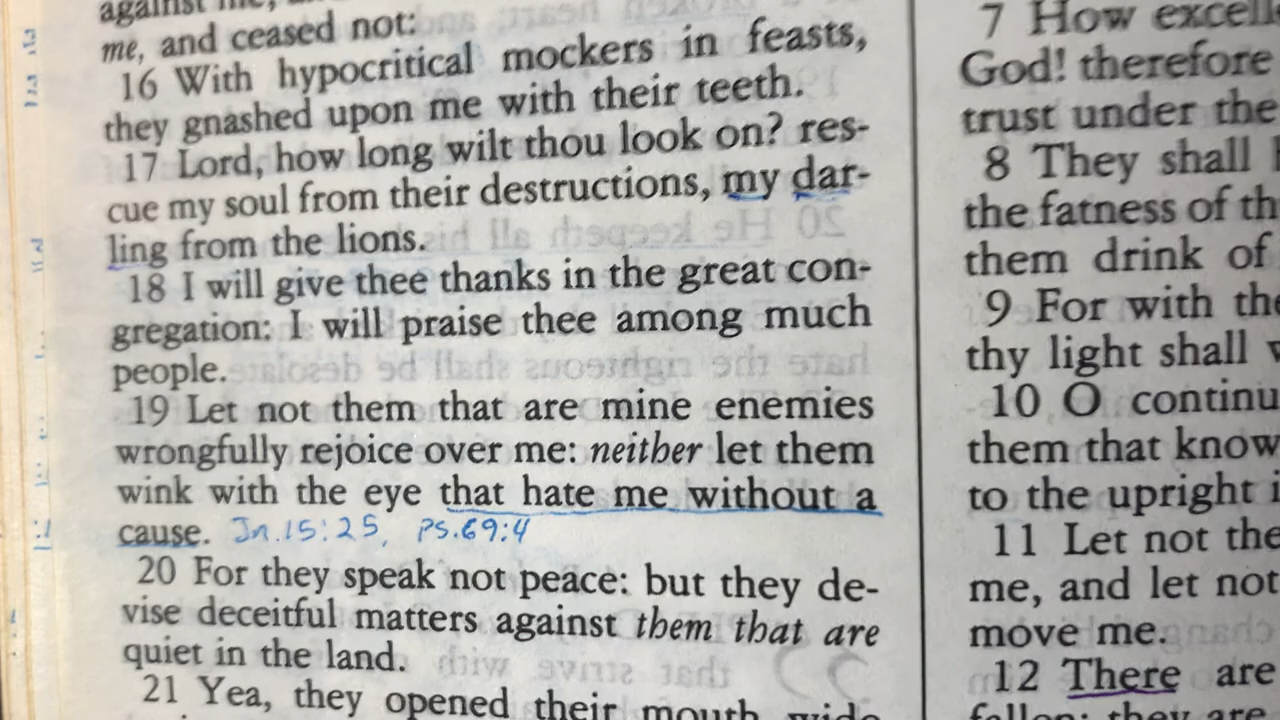 me, and ceased not:
16 With hypocritical mockers in feasts,
they gnashed upon me with their teeth.
17 Lord, how long wilt thou look on? res-
cue my soul from their destructions, my dar-
ling from the lions.
18 I will give thee thanks in the great con-
gregation: I will praise thee among much
people.
19 Let not them that are mine enemies
wrongfully rejoice over me: neither let them
wink with the eye that hate me without a
cause. Jn.15:25, Ps.69:4
20 For they speak not peace: but they de-
vise deceitful matters against them that are
quiet in the land.
21 Yea, they opened their mouth wide
7 How
God! therefore
trust under the
8 They shall
the fatness of
them drink of
9 For with
thy light shall
10 O
them that know
to the upright
11 Let not
me, and let not
move me.
12 There are